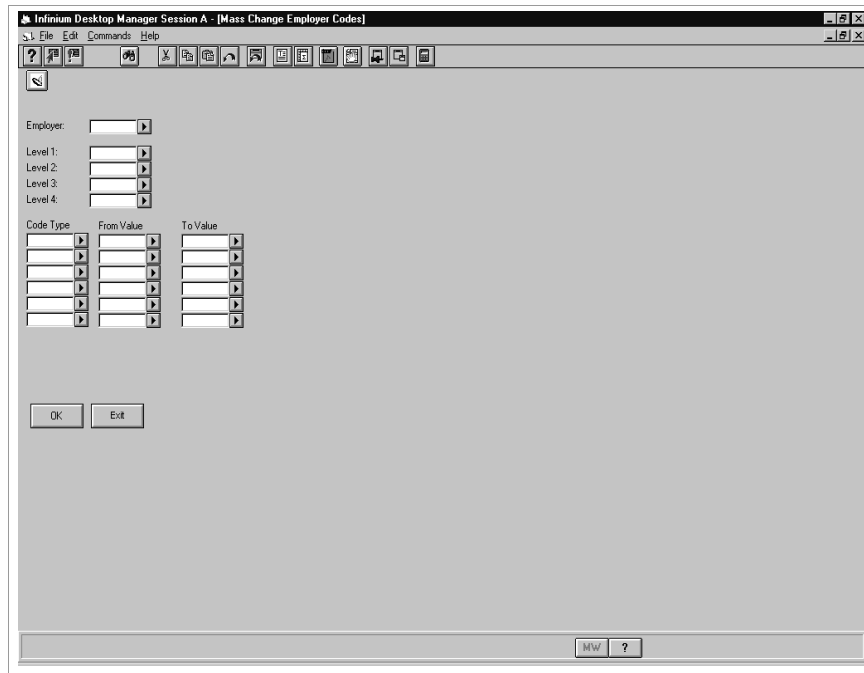 Infinium Desktop Manager Session A - [Mass Change Employer Codes]
File Edit Commands Help
Employer:
Level 1:
Level 2:
Level 3:
Level 4:
Code Type From Value To Value
OK Exit
MW ?